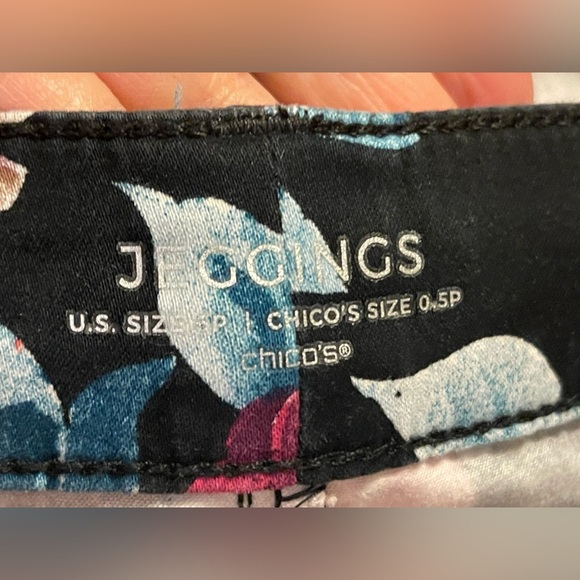 JEGGINGS
U.S. SIZE 6P | CHICO'S SIZE 0.5P
chico's®